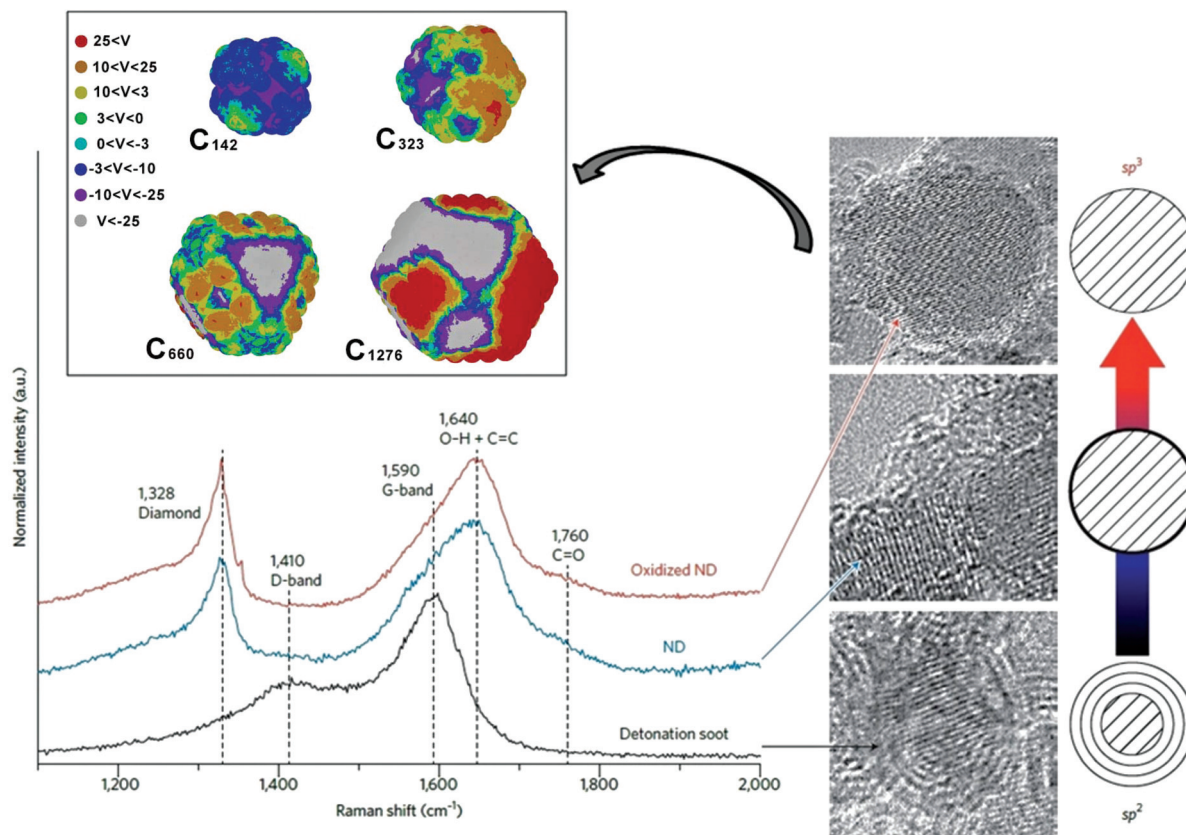 25<V
10<V<25
10<V<3
3<V<0
0<V<-3
-3<V<-10
-10<V<-25
V<-25
C142
C323
C660
C1276
sp3
1,640
O-H + C=C
1,590
G-band
1,328
Diamond
1,410
D-band
1,760
C=O
Oxidized ND
ND
Detonation soot
Normalized intensity (a.u.)
1,200
1,400
1,600
1,800
2,000
Raman shift (cm-1)
sp2